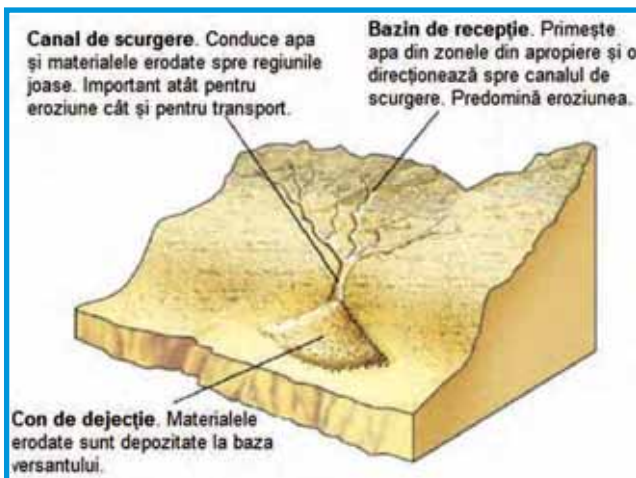 Canal de scurgere. Conduce apa
și materialele erodate spre regiunile
joase. Important atât pentru
eroziune cât și pentru transport.
Bazin de recepție. Primește
apa din zonele din apropiere și o
direcționează spre canalul de
scurgere. Predomină eroziunea.
Con de dejecție. Materialele
erodate sunt depozitate la baza
versantului.